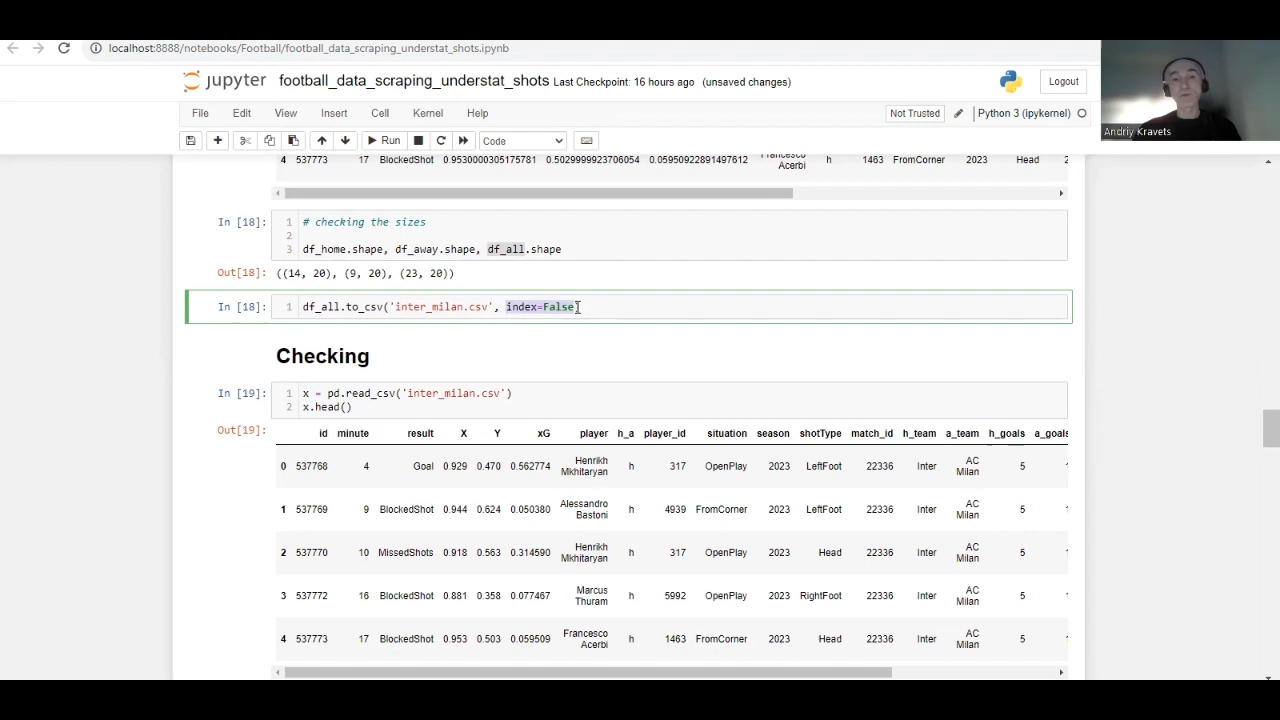 localhost:8888/notebooks/Football/football_data_scraping_understat_shots.ipynb
jupyter football_data_scraping_understat_shots Last Checkpoint: 16 hours ago (unsaved changes)
Logout
File Edit View Insert Cell Kernel Help
Not Trusted Python 3 (ipykernel)
Run Code
Andriy Kravets
4 537773 17 BlockedShot 0.9530000305175781 0.5029999923706054 0.05950922891497612 Francesco Acerbi h 1463 FromCorner 2023 Head 2
In [18]: 1 # checking the sizes
2
3 df_home.shape, df_away.shape, df_all.shape
Out[18]: ((14, 20), (9, 20), (23, 20))
In [18]: 1 df_all.to_csv('inter_milan.csv', index=False)
Checking
In [19]: 1 x = pd.read_csv('inter_milan.csv')
2 x.head()
Out[19]:
id minute result X Y xG player h_a player_id situation season shotType match_id h_team a_team h_goals a_goals
0 537768 4 Goal 0.929 0.470 0.562774 Henrikh Mkhitaryan h 317 OpenPlay 2023 LeftFoot 22336 Inter AC Milan 5
1 537769 9 BlockedShot 0.944 0.624 0.050380 Alessandro Bastoni h 4939 FromCorner 2023 LeftFoot 22336 Inter AC Milan 5
2 537770 10 MissedShots 0.918 0.563 0.314590 Henrikh Mkhitaryan h 317 OpenPlay 2023 Head 22336 Inter AC Milan 5
3 537772 16 BlockedShot 0.881 0.358 0.077467 Marcus Thuram h 5992 OpenPlay 2023 RightFoot 22336 Inter AC Milan 5
4 537773 17 BlockedShot 0.953 0.503 0.059509 Francesco Acerbi h 1463 FromCorner 2023 Head 22336 Inter AC Milan 5